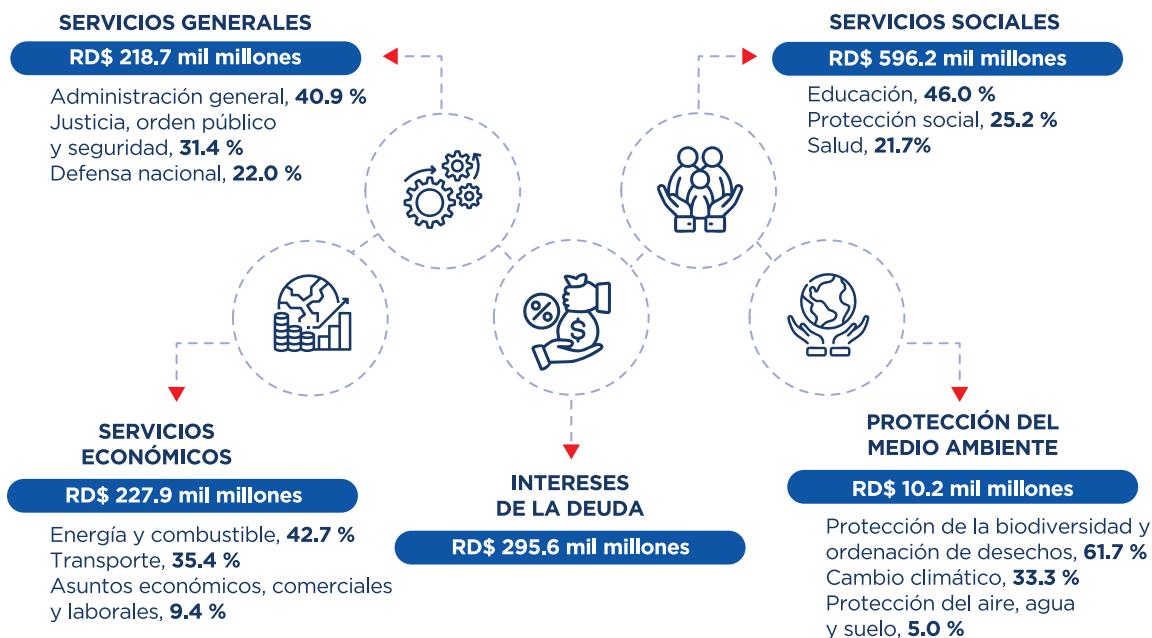 SERVICIOS GENERALES
RD$ 218.7 mil millones
Administración general, 40.9 %
Justicia, orden público
y seguridad, 31.4 %
Defensa nacional, 22.0 %
SERVICIOS SOCIALES
RD$ 596.2 mil millones
Educación, 46.0 %
Protección social, 25.2 %
Salud, 21.7%
%
$
SERVICIOS
ECONÓMICOS
RD$ 227.9 mil millones
Energía y combustible, 42.7 %
Transporte, 35.4 %
Asuntos económicos, comerciales
y laborales, 9.4 %
INTERESES
DE LA DEUDA
RD$ 295.6 mil millones
PROTECCIÓN DEL
MEDIO AMBIENTE
RD$ 10.2 mil millones
Protección de la biodiversidad y
ordenación de desechos, 61.7 %
Cambio climático, 33.3 %
Protección del aire, agua
y suelo, 5.0 %